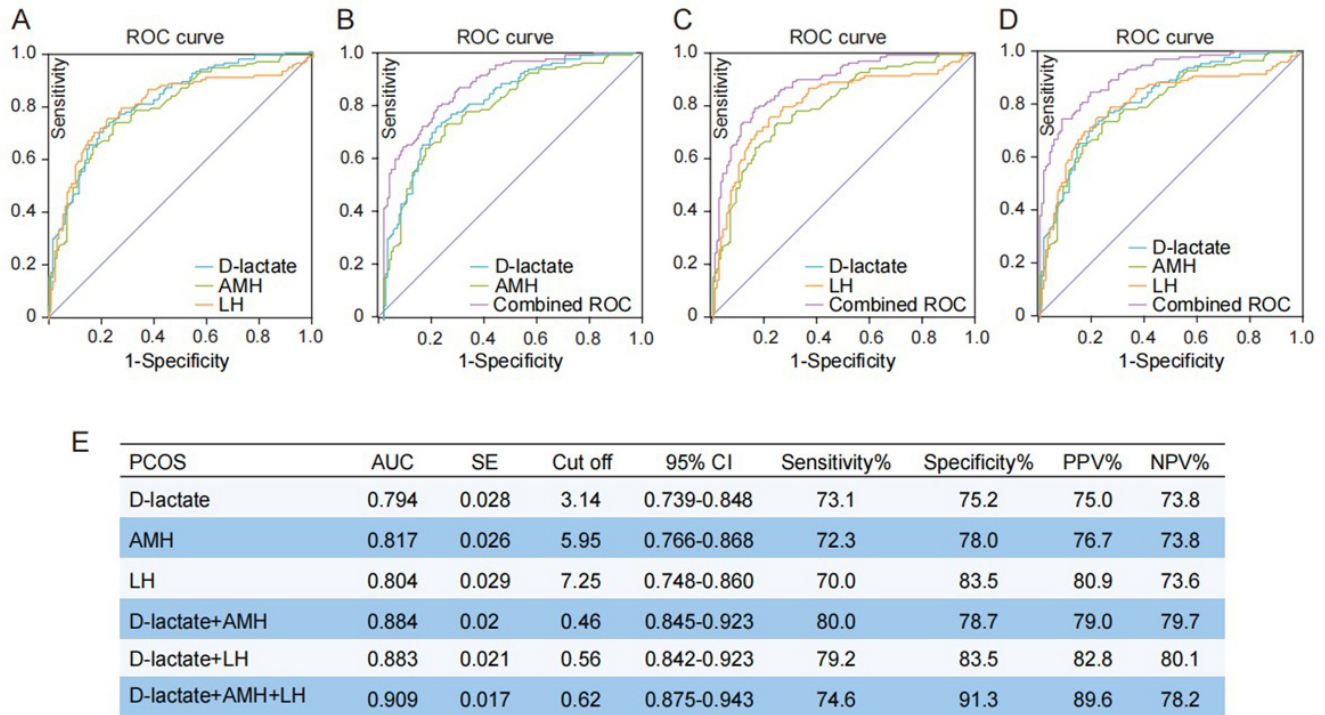 A
ROC curve
Sensitivity
1.0
0.8
0.6
0.4
0.2
0
D-lactate
AMH
LH
0.2 0.4 0.6 0.8 1.0
1-Specificity
B
ROC curve
Sensitivity
1.0
0.8
0.6
0.4
0.2
0
D-lactate
AMH
Combined ROC
0.2 0.4 0.6 0.8 1.0
1-Specificity
C
ROC curve
Sensitivity
1.0
0.8
0.6
0.4
0.2
0
D-lactate
LH
Combined ROC
0.2 0.4 0.6 0.8 1.0
1-Specificity
D
ROC curve
Sensitivity
1.0
0.8
0.6
0.4
0.2
0
D-lactate
AMH
LH
Combined ROC
0.2 0.4 0.6 0.8 1.0
1-Specificity
E
PCOS AUC SE Cut off 95% CI Sensitivity% Specificity% PPV% NPV%
D-lactate 0.794 0.028 3.14 0.739-0.848 73.1 75.2 75.0 73.8
AMH 0.817 0.026 5.95 0.766-0.868 72.3 78.0 76.7 73.8
LH 0.804 0.029 7.25 0.748-0.860 70.0 83.5 80.9 73.6
D-lactate+AMH 0.884 0.02 0.46 0.845-0.923 80.0 78.7 79.0 79.7
D-lactate+LH 0.883 0.021 0.56 0.842-0.923 79.2 83.5 82.8 80.1
D-lactate+AMH+LH 0.909 0.017 0.62 0.875-0.943 74.6 91.3 89.6 78.2